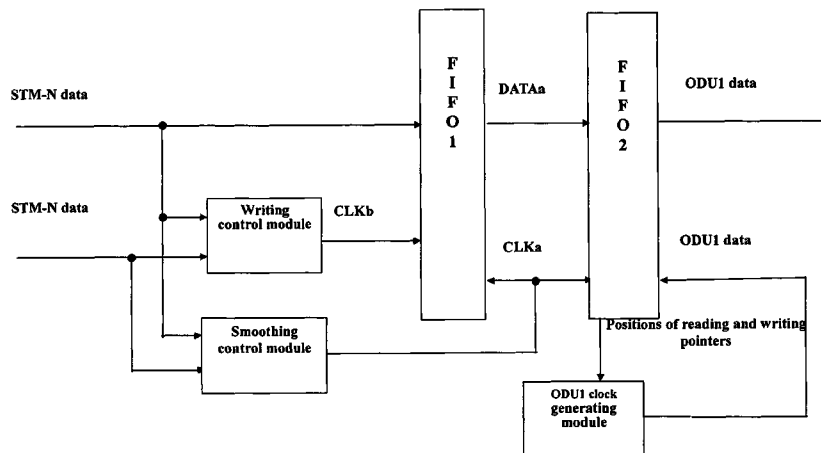 F
I
F
O
1
F
I
F
O
2
STM-N data
DATAa
ODU1 data
STM-N data
Writing
control module
CLKb
CLKa
ODU1 data
Smoothing
control module
Positions of reading and writing
pointers
ODU1 clock
generating
module